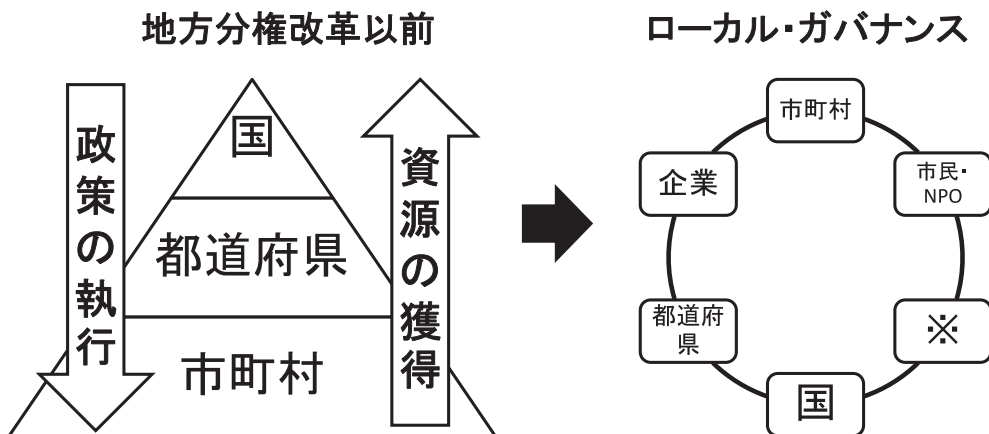 地方分権改革以前
政策の執行
国
都道府県
市町村
資源の獲得
ローカル・ガバナンス
市町村
企業
市民・
NPO
都道府
県
※
国